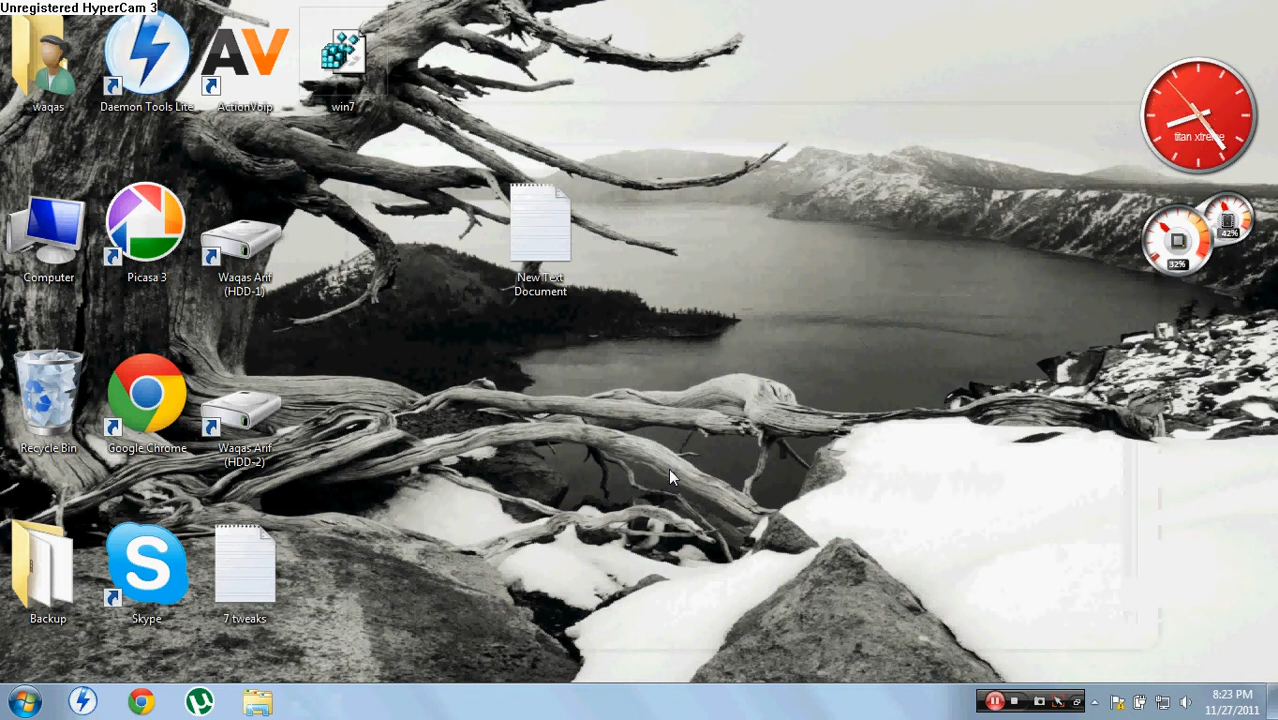 Unregistered HyperCam 3
waqas
Daemon Tools Lite
AV
ActionVoip
win7
titan xtreme
Computer
Picasa 3
Waqas Arif
(HDD-1)
New Text
Document
42%
32%
Recycle Bin
Google Chrome
Waqas Arif
(HDD-2)
Backup
Skype
7 tweaks
8:23 PM
11/27/2011